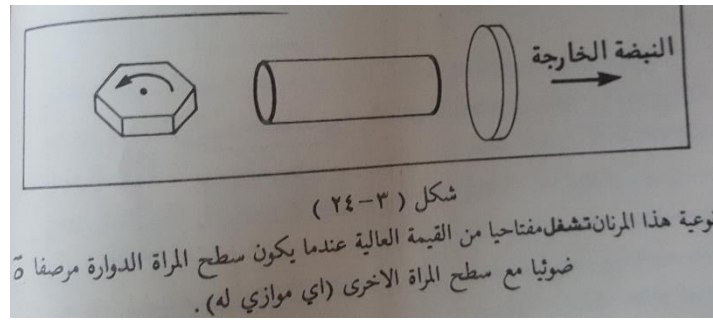 النبضة الخارجة
شكل ( ٣-٢٤ )
نوعية هذا المرنان تشغل مفتاحيا من القيمة العالية عندما يكون سطح المراة الدوارة مرصفا ة
ضوئيا مع سطح المراة الاخرى (اي موازي له).